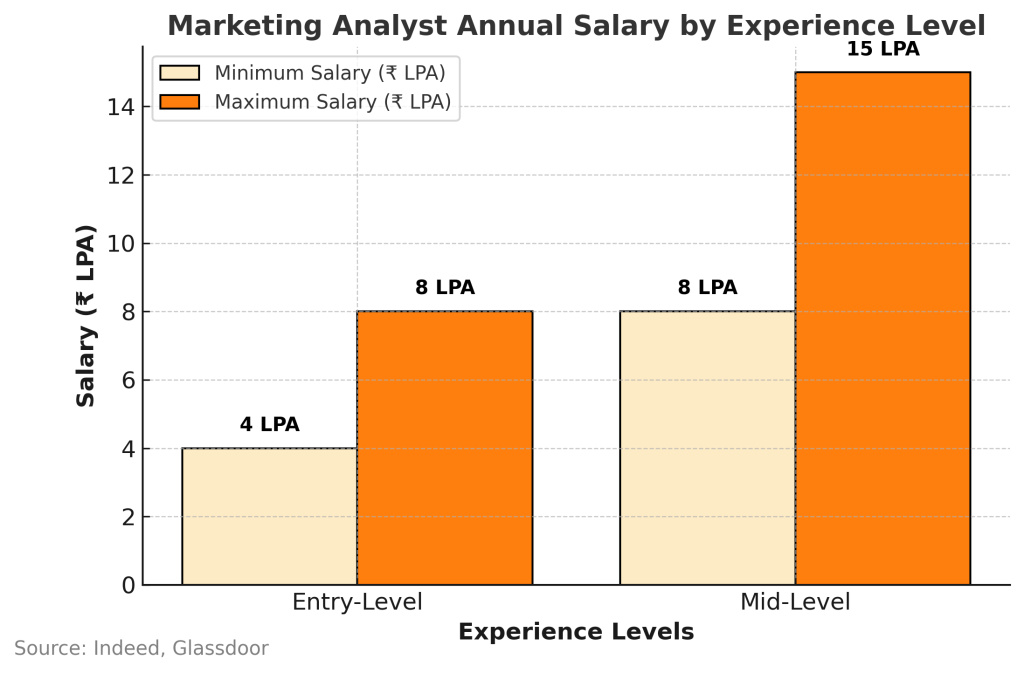 Marketing Analyst Annual Salary by Experience Level
15 LPA
Minimum Salary (₹ LPA)
Maximum Salary (₹ LPA)
14
12
10
8 LPA
8 LPA
8
6
4 LPA
4
2
0
Salary (₹ LPA)
Entry-Level
Mid-Level
Experience Levels
Source: Indeed, Glassdoor